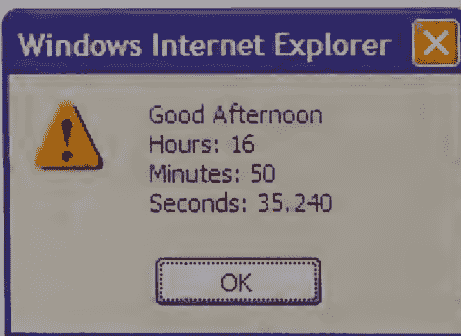 Windows Internet Explorer
Good Afternoon
Hours: 16
Minutes: 50
Seconds: 35.240
OK